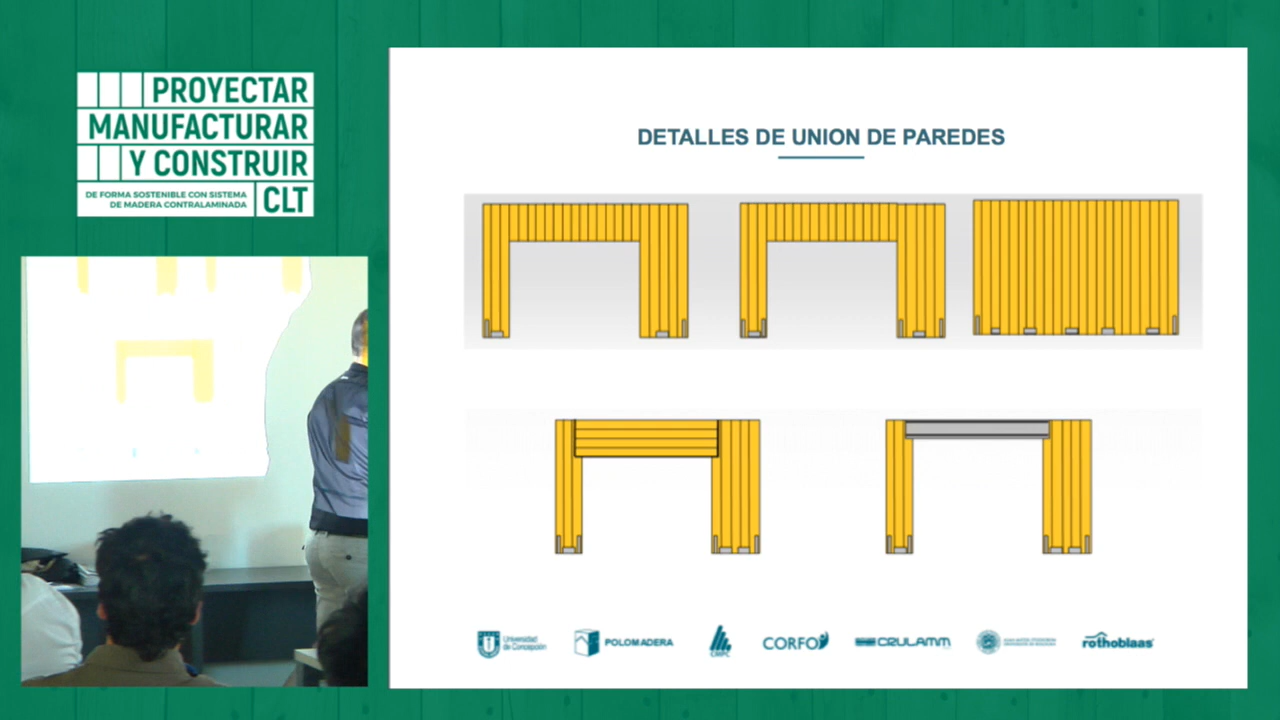 PROYECTAR
MANUFACTURAR
Y CONSTRUIR
DE FORMA SOSTENIBLE CON SISTEMA
DE MADERA CONTRALAMINADA
CLT
DETALLES DE UNION DE PAREDES
Universidad
de Concepción
POLOMADERA
CMPC
CORFO
CRULAMM
rothoblaas